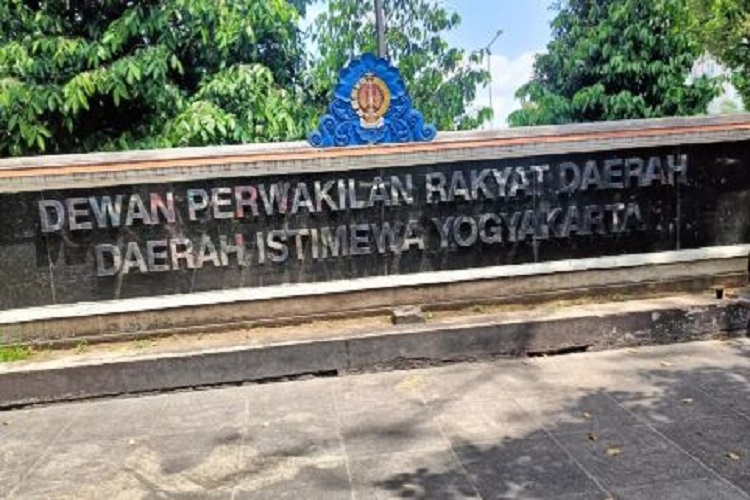 DEWAN PERWAKILAN RAKYAT DAERAH
DAERAH ISTIMEWA YOGYAKARTA